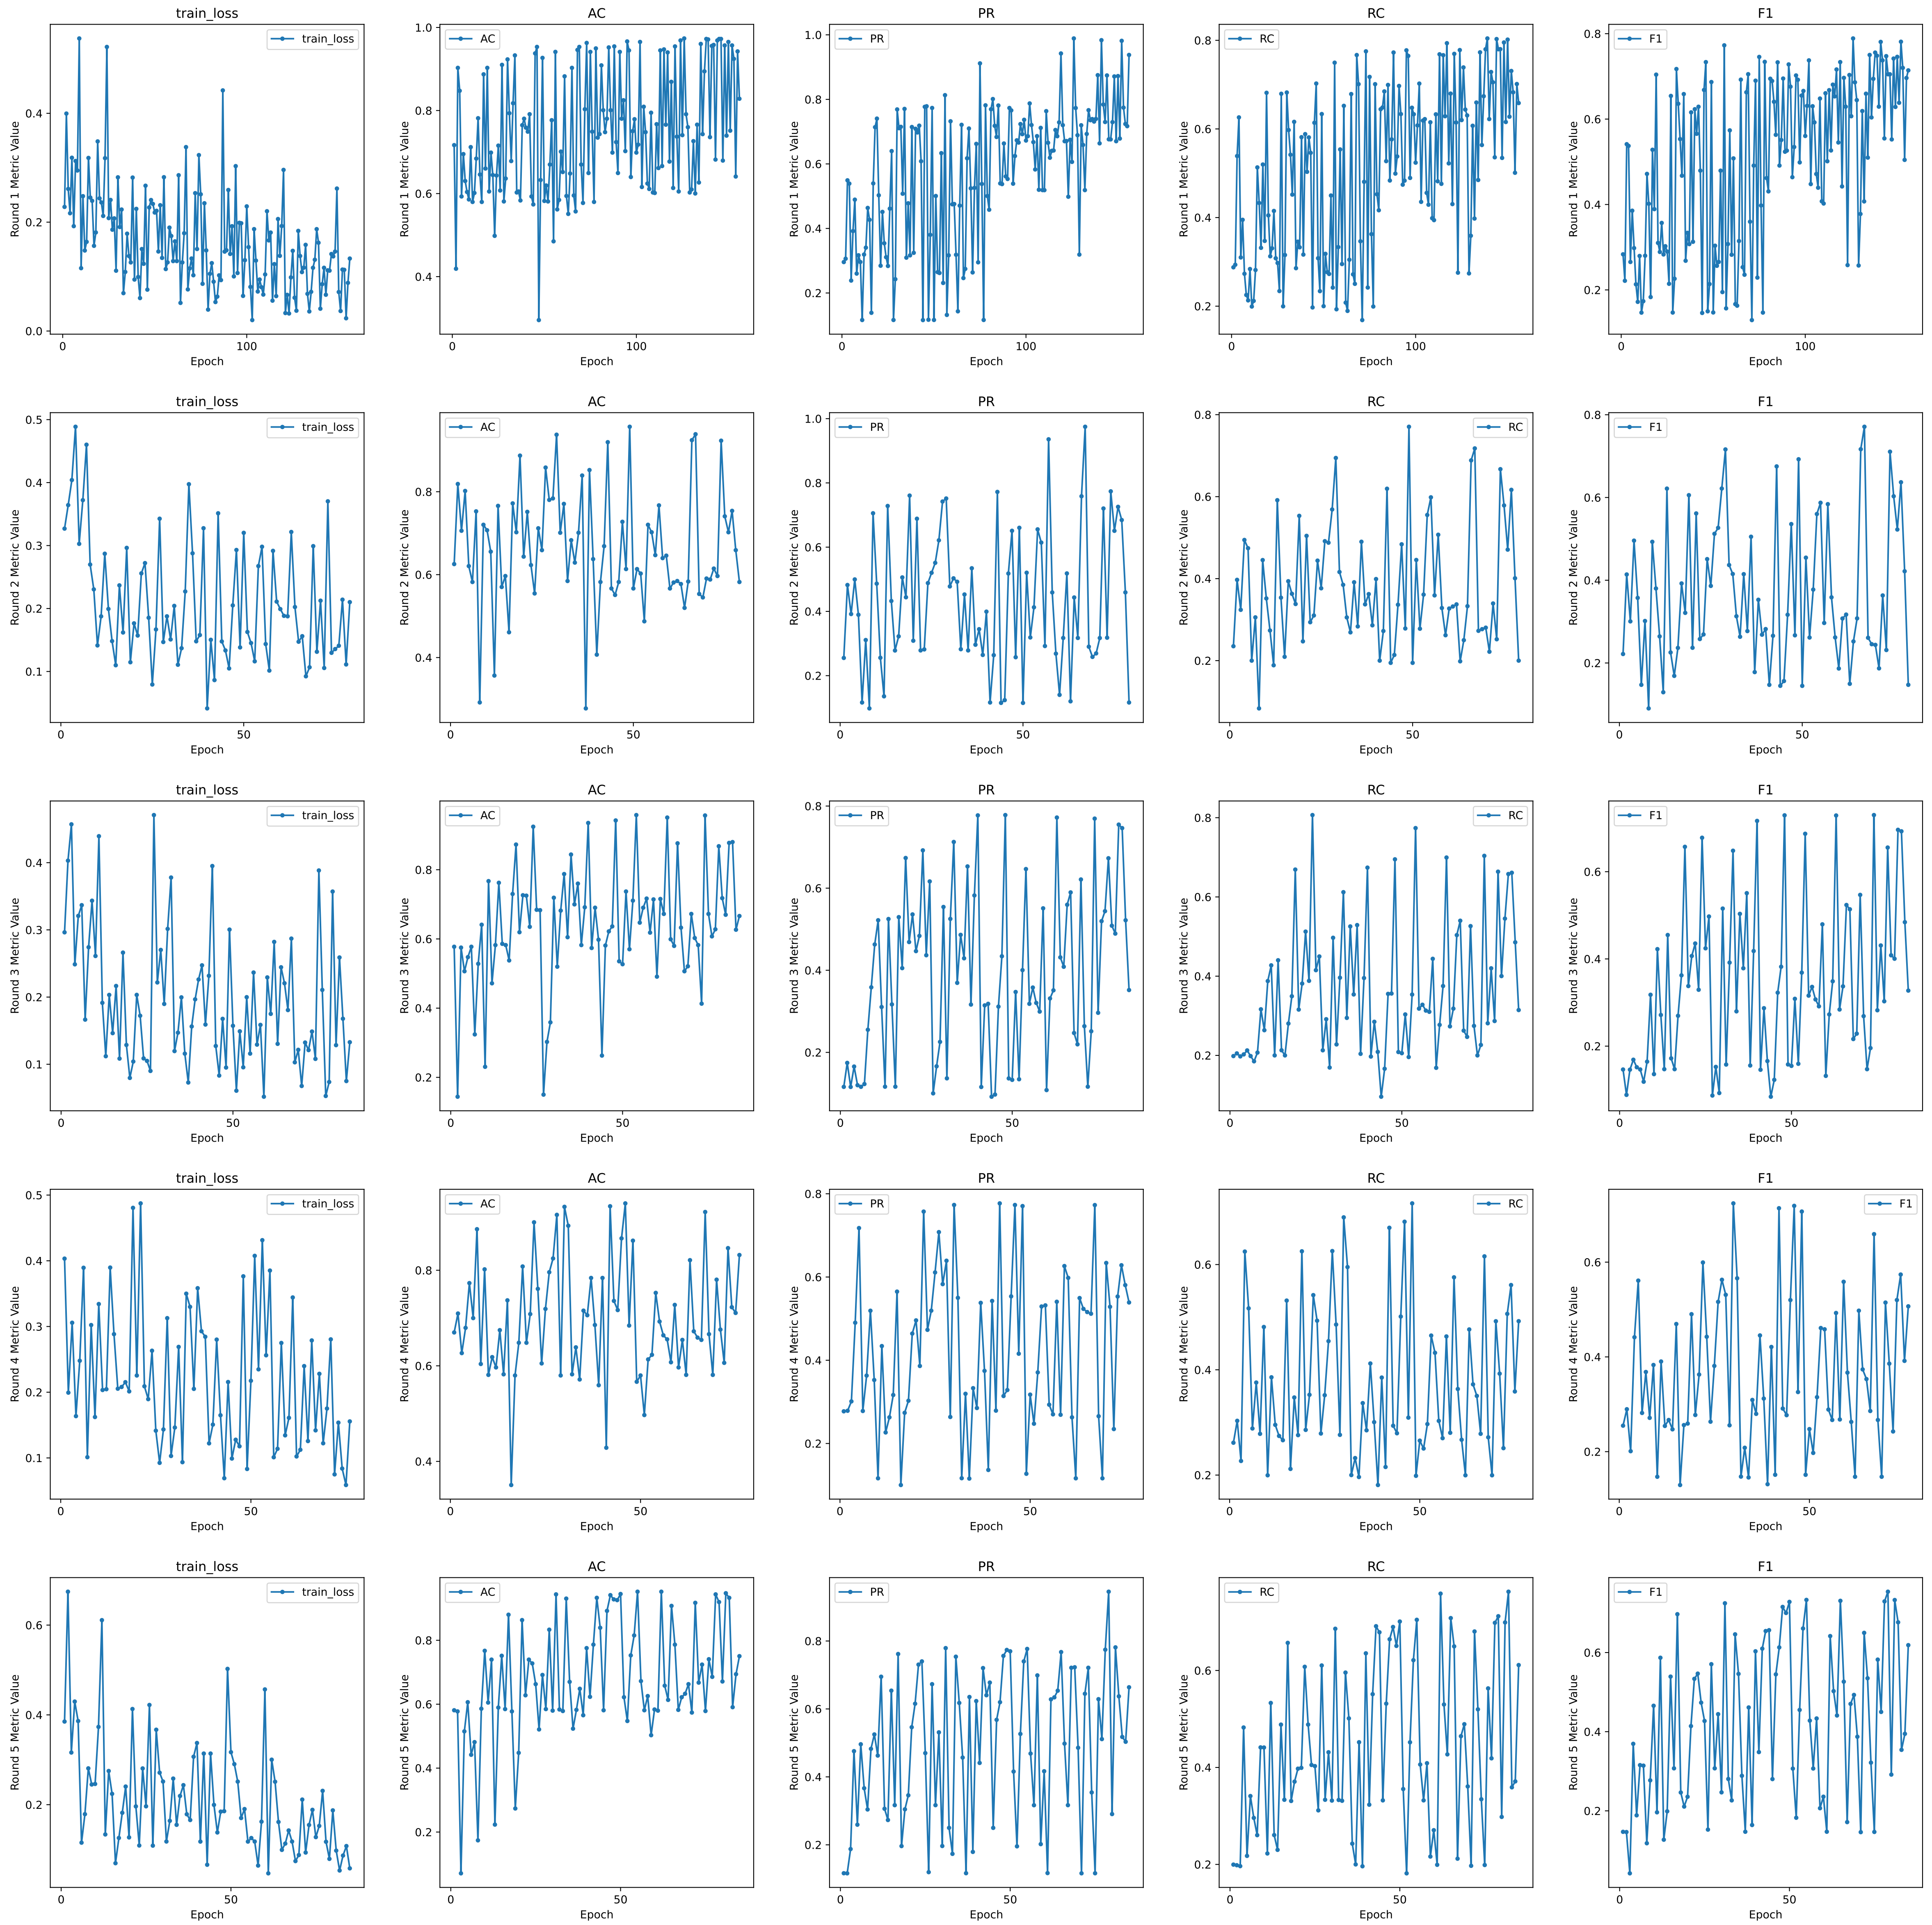 train_loss AC PR RC F1
train_loss AC PR RC F1
Round 1 Metric Value Round 1 Metric Value Round 1 Metric Value Round 1 Metric Value Round 1 Metric Value
0.4 1.0 1.0 0.8 0.8
0.2 0.8 0.8 0.6 0.6
0.0 0.6 0.6 0.4 0.4
0.4 0.4 0.2 0.2
0.2
0 100 0 100 0 100 0 100 0 100
Epoch Epoch Epoch Epoch Epoch
train_loss AC PR RC F1
train_loss AC PR RC F1
Round 2 Metric Value Round 2 Metric Value Round 2 Metric Value Round 2 Metric Value Round 2 Metric Value
0.5 0.8 1.0 0.8 0.8
0.4 0.6 0.8 0.6 0.6
0.3 0.4 0.6 0.4 0.4
0.2 0.4 0.2 0.2
0.1 0.2
0 50 0 50 0 50 0 50 0 50
Epoch Epoch Epoch Epoch Epoch
train_loss AC PR RC F1
train_loss AC PR RC F1
Round 3 Metric Value Round 3 Metric Value Round 3 Metric Value Round 3 Metric Value Round 3 Metric Value
0.4 0.8 0.8 0.8 0.6
0.3 0.6 0.6 0.6 0.4
0.2 0.4 0.4 0.4 0.2
0.1 0.2 0.2 0.2
0 50 0 50 0 50 0 50 0 50
Epoch Epoch Epoch Epoch Epoch
train_loss AC PR RC F1
train_loss AC PR RC F1
Round 4 Metric Value Round 4 Metric Value Round 4 Metric Value Round 4 Metric Value Round 4 Metric Value
0.5 0.8 0.8 0.6 0.6
0.4 0.6 0.6 0.4 0.4
0.3 0.4 0.4 0.2 0.2
0.2 0.2
0.1
0 50 0 50 0 50 0 50 0 50
Epoch Epoch Epoch Epoch Epoch
train_loss AC PR RC F1
train_loss AC PR RC F1
Round 5 Metric Value Round 5 Metric Value Round 5 Metric Value Round 5 Metric Value Round 5 Metric Value
0.6 0.8 0.8 0.6 0.6
0.4 0.6 0.6 0.4 0.4
0.2 0.4 0.4 0.2 0.2
0.2 0.2
0 50 0 50 0 50 0 50 0 50
Epoch Epoch Epoch Epoch Epoch